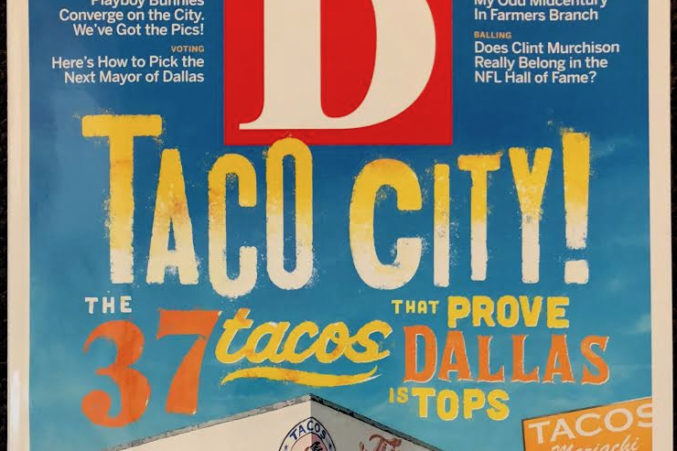 Playboy Bunnies
Converge on the City.
We've Got the Pics!
VOTING
Here's How to Pick the
Next Mayor of Dallas
D
My Odd Midcentury
In Farmers Branch
BALLING
Does Clint Murchison
Really Belong in the
NFL Hall of Fame?
TACO CITY!
THE
37 tacos
THAT PROVE
DALLAS
IS TOPS
TACOS
TACOS
Mariachi